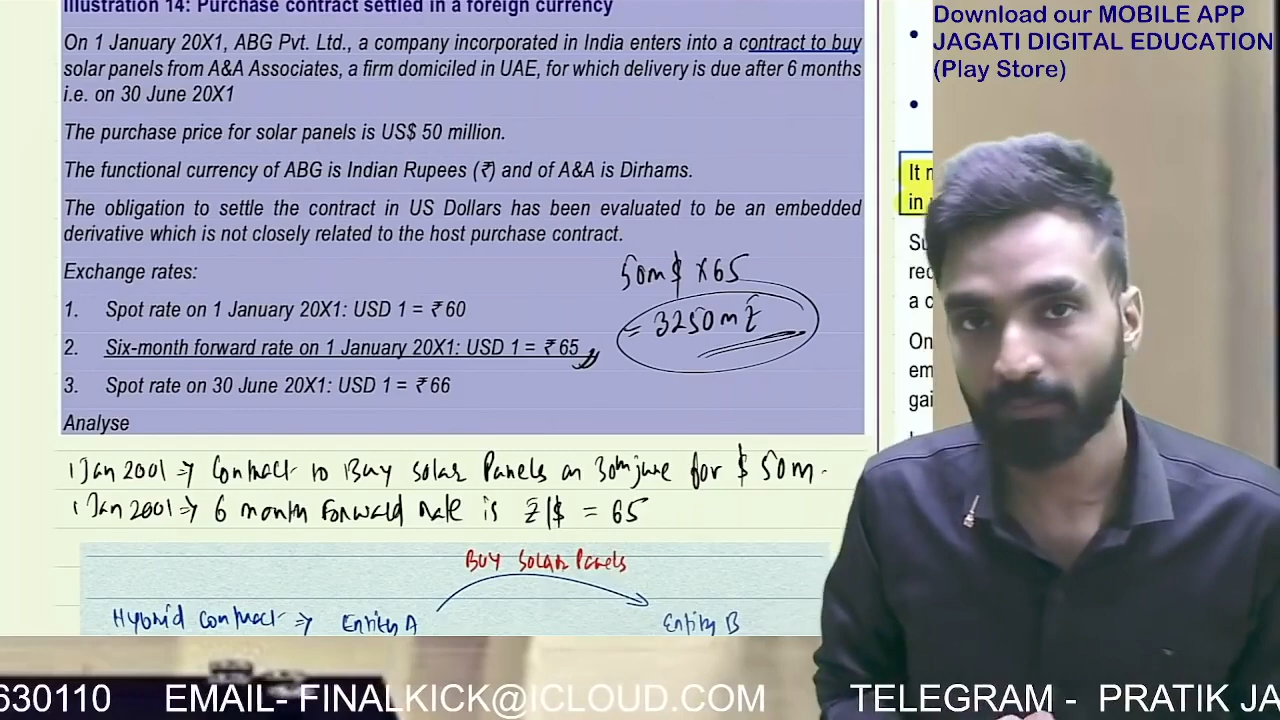 Illustration 14: Purchase contract settled in a foreign currency
On 1 January 20X1, ABG Pvt. Ltd., a company incorporated in India enters into a contract to buy
solar panels from A&A Associates, a firm domiciled in UAE, for which delivery is due after 6 months
i.e. on 30 June 20X1
The purchase price for solar panels is US$ 50 million.
The functional currency of ABG is Indian Rupees (₹) and of A&A is Dirhams.
The obligation to settle the contract in US Dollars has been evaluated to be an embedded
derivative which is not closely related to the host purchase contract.
Exchange rates:
1. Spot rate on 1 January 20X1: USD 1 = ₹ 60
2. Six-month forward rate on 1 January 20X1: USD 1 = ₹ 65
3. Spot rate on 30 June 20X1: USD 1 = ₹ 66
Analyse
50m$ × 65
= 3250m ₹
1 Jan 2001 ⇒ Contract to Buy Solar Panels on 30th June for $ 50m.
1 Jan 2001 ⇒ 6 month Forward Rate is ₹/$ = 65
Buy Solar Panels
Hybrid Contract ⇒ Entity A Entity B
Download our MOBILE APP
JAGATI DIGITAL EDUCATION
(Play Store)
It
in
a c
On
em
gai
630110 EMAIL- FINALKICK@ICLOUD.COM TELEGRAM - PRATIK JA